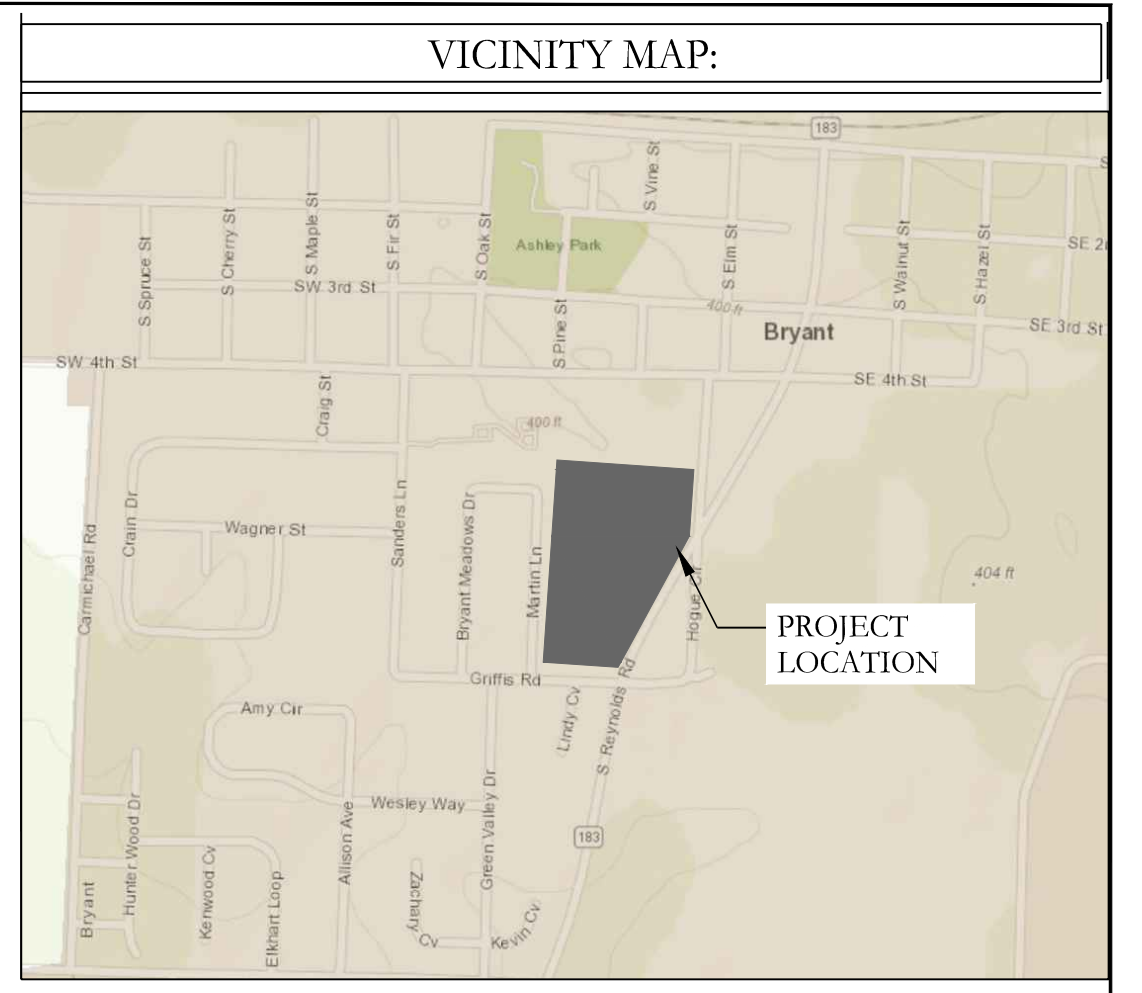 VICINITY MAP:
183
S Vine St
S Oak St
Ashley Park
S Spruce St
S Cherry St
S Maple St
S Fir St
S Elm St
S Walnut St
S Hazel St
SW 3rd St
S Pine St
400 ft
Bryant
SE 3rd St
SW 4th St
SE 4th St
Craig St
400 ft
Carmichael Rd
Crain Dr
Wagner St
Sanders Ln
Bryant Meadows Dr
Martin Ln
404 ft
PROJECT
LOCATION
Griffis Rd
Lindy Cv
S Reynolds Rd
Amy Cir
Wesley Way
Green Valley Dr
183
Bryant
Hunter Wood Dr
Kenwood Cv
Elkhart Loop
Allison Ave
Zachary
Cv
Kevin Cv